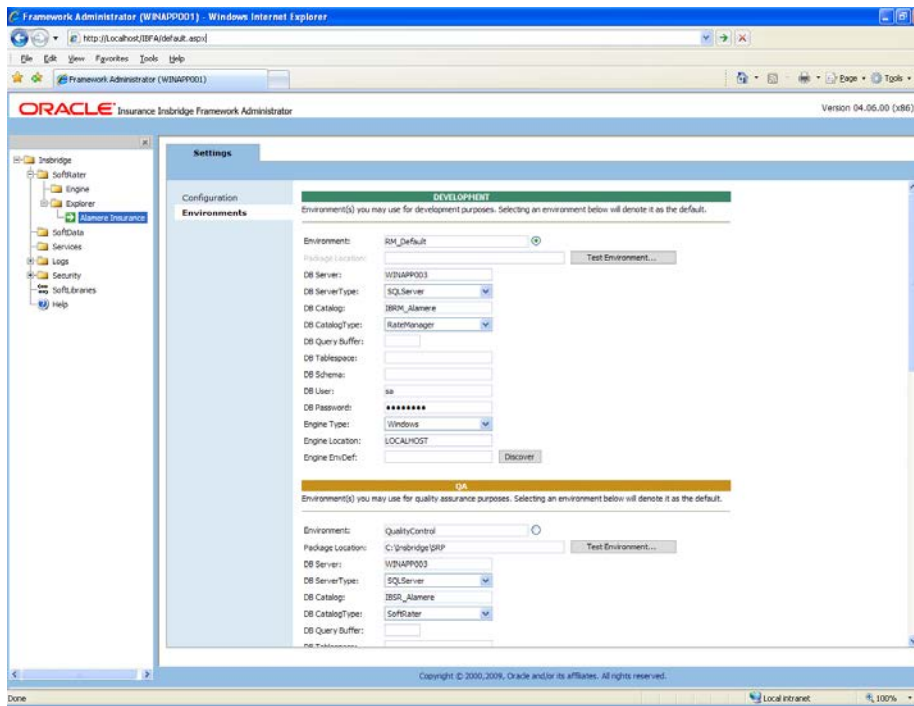 Framework Administrator (WINAPP001) - Windows Internet Explorer
http://Localhost/IBFA/default.aspx
File Edit View Favorites Tools Help
Framework Administrator (WINAPP001)
Page Tools
ORACLE Insurance Insbridge Framework Administrator
Version 04.06.00 (x86)
Insbridge
SoftRater
Engine
Explorer
Alamere Insurance
SoftData
Services
Logs
Security
SoftLibraries
Help
Settings
Configuration
Environments
DEVELOPMENT
Environment(s) you may use for development purposes. Selecting an environment below will denote it as the default.
Environment: RM_Default
Package Location: Test Environment...
DB Server: WINAPP003
DB ServerType: SQLServer
DB Catalog: IBRM_Alamere
DB CatalogType: RateManager
DB Query Buffer:
DB Tablespace:
DB Schema:
DB User: sa
DB Password: ••••••••
Engine Type: Windows
Engine Location: LOCALHOST
Engine EnvDef: Discover
QA
Environment(s) you may use for quality assurance purposes. Selecting an environment below will denote it as the default.
Environment: QualityControl
Package Location: C:\Insbridge\SRP Test Environment...
DB Server: WINAPP003
DB ServerType: SQLServer
DB Catalog: IBSR_Alamere
DB CatalogType: SoftRater
DB Query Buffer:
DB Tablespace:
Copyright © 2000,2009, Oracle and/or its affiliates. All rights reserved.
Done
Local intranet
100%